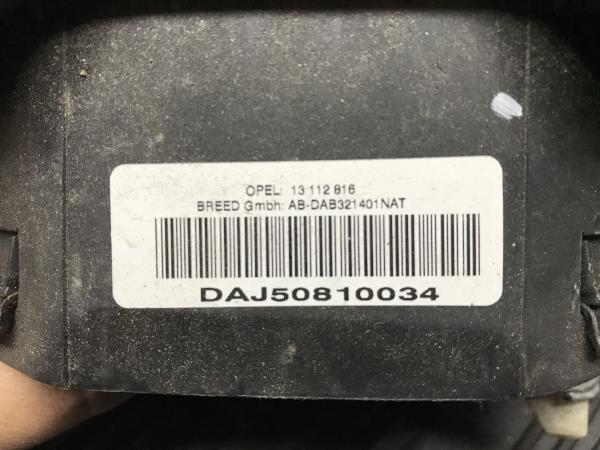 OPEL: 13 112 816
BREED Gmbh: AB-DAB321401NAT
DAJ50810034